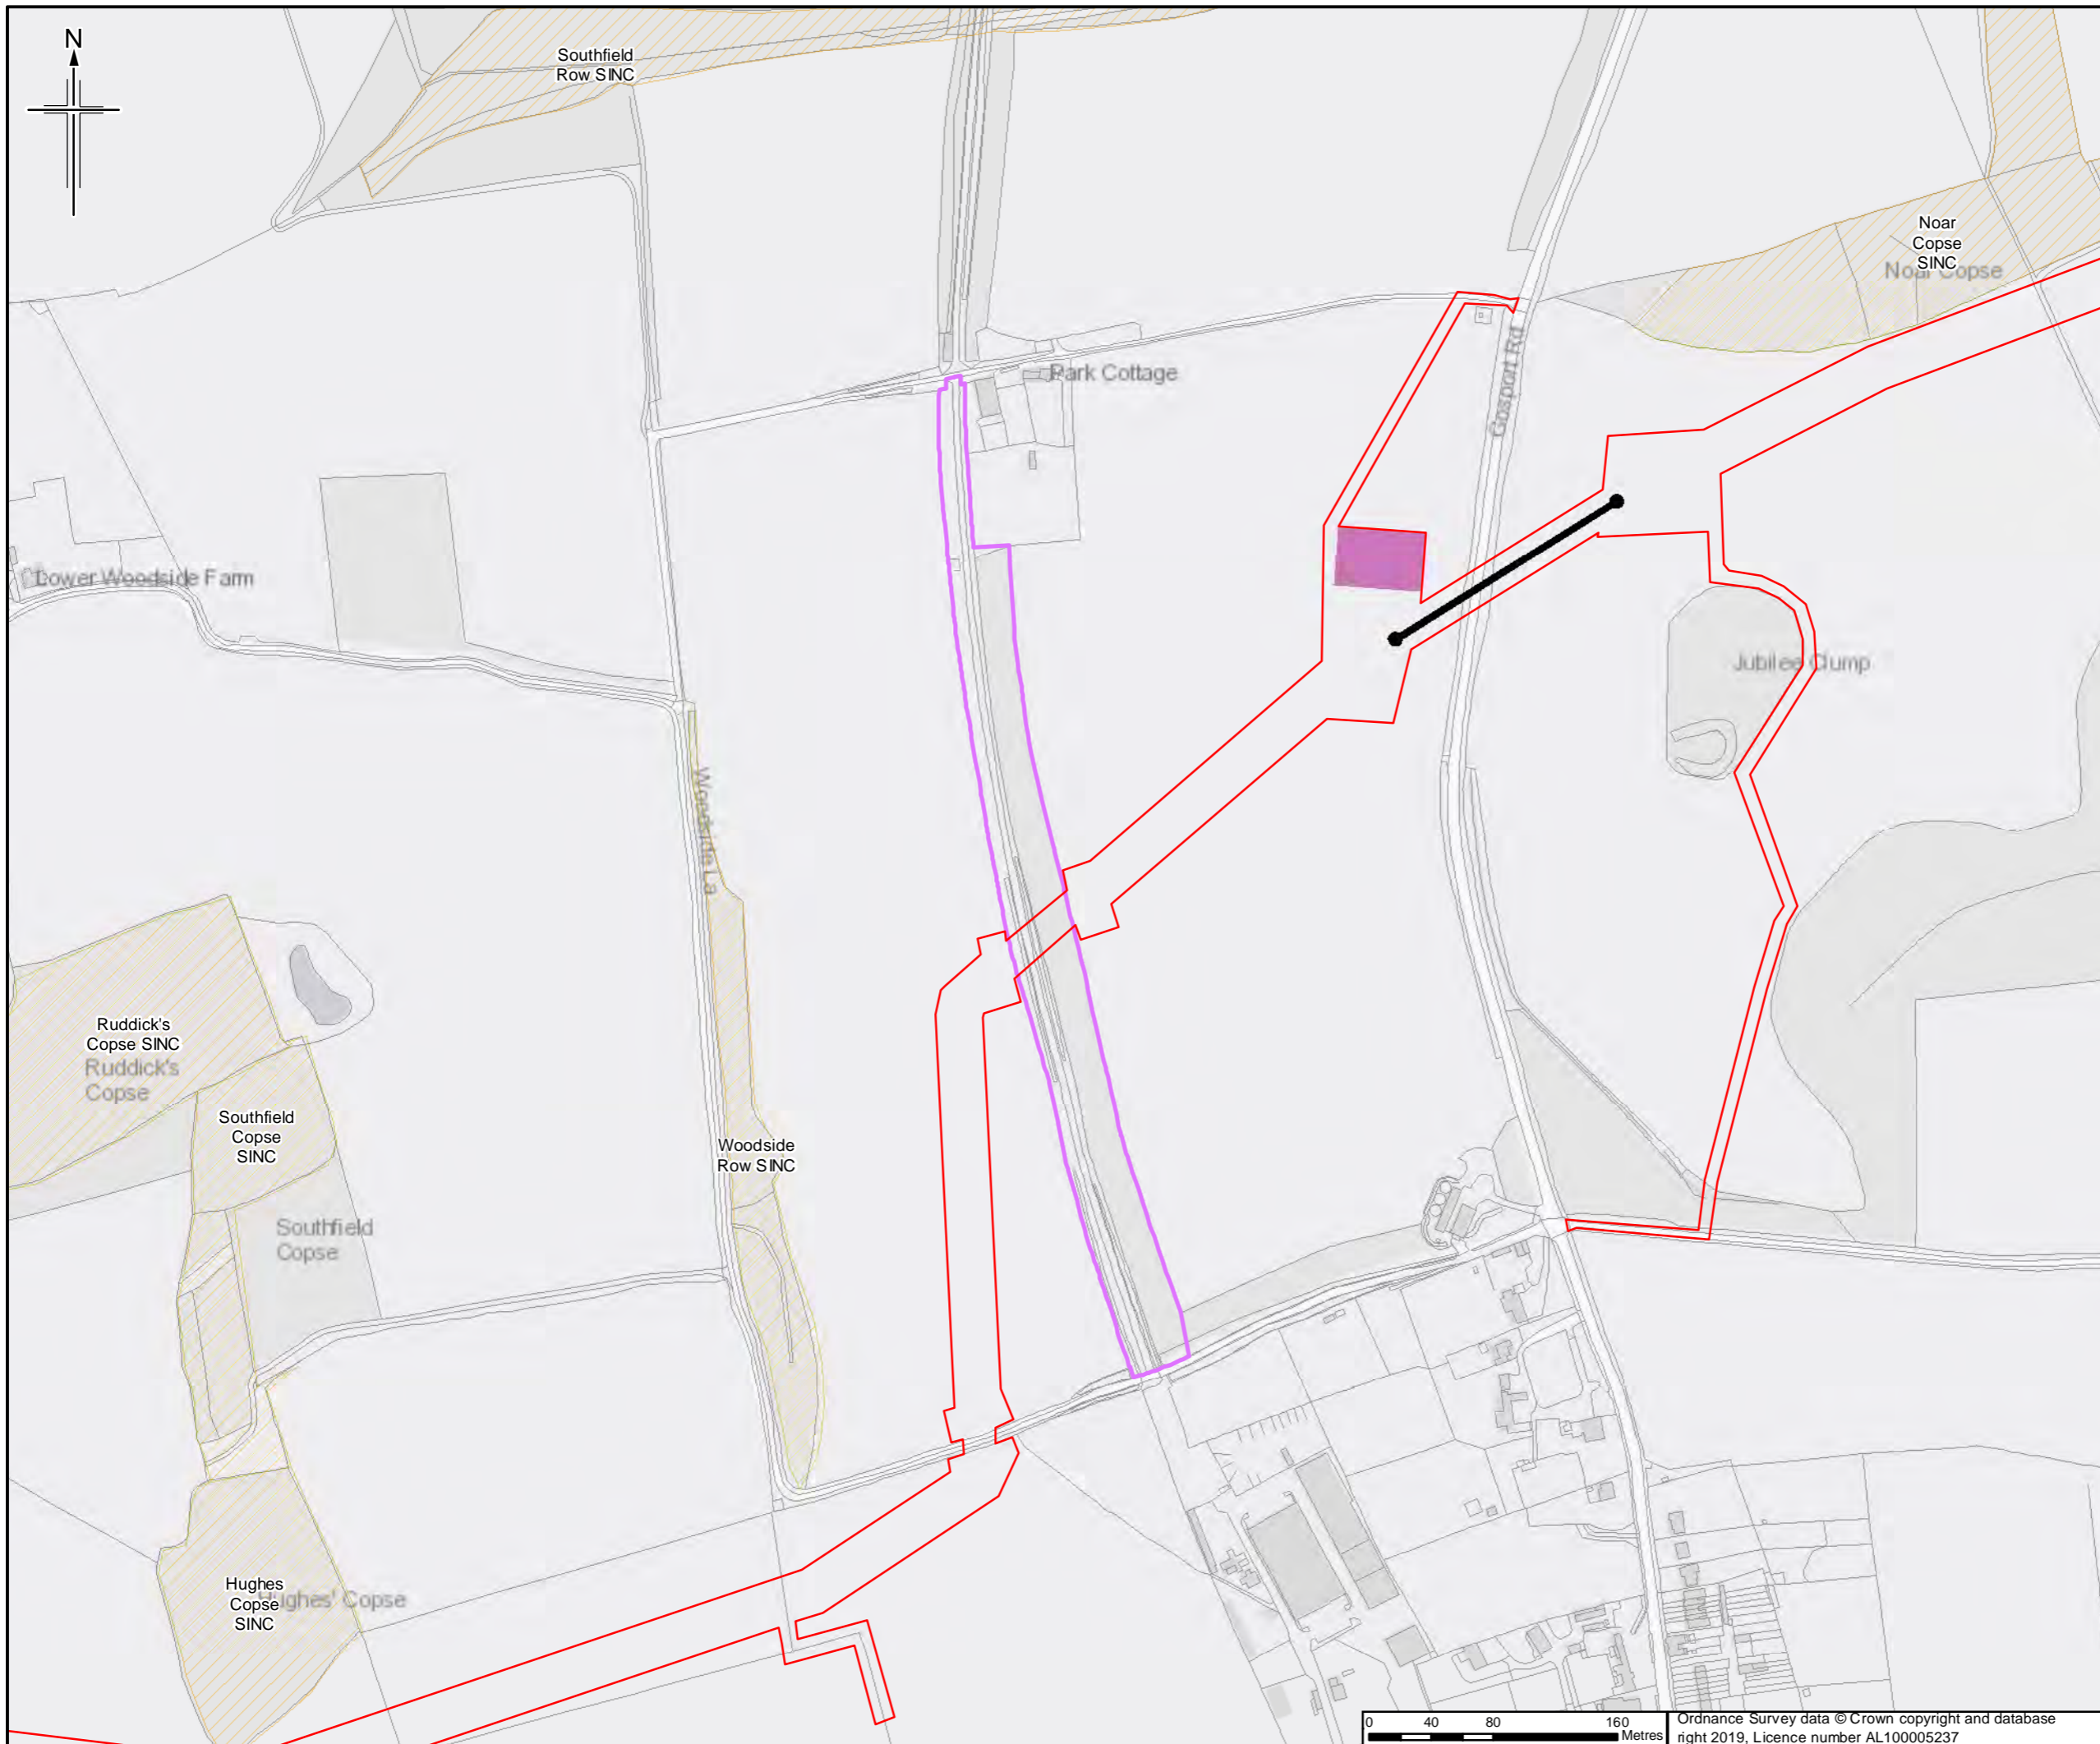 N
Southfield
Row SINC
Noar
Copse
SINC
Noar Copse
Gosport Rd
Park Cottage
Lower Woodside Farm
Jubilee Clump
Woodside La
Ruddick's
Copse SINC
Ruddick's
Copse
Southfield
Copse
SINC
Woodside
Row SINC
Southfield
Copse
Hughes
Copse
SINC
Hughes' Copse
0 40 80 160
Metres
Ordnance Survey data © Crown copyright and database
right 2019, Licence number AL100005237